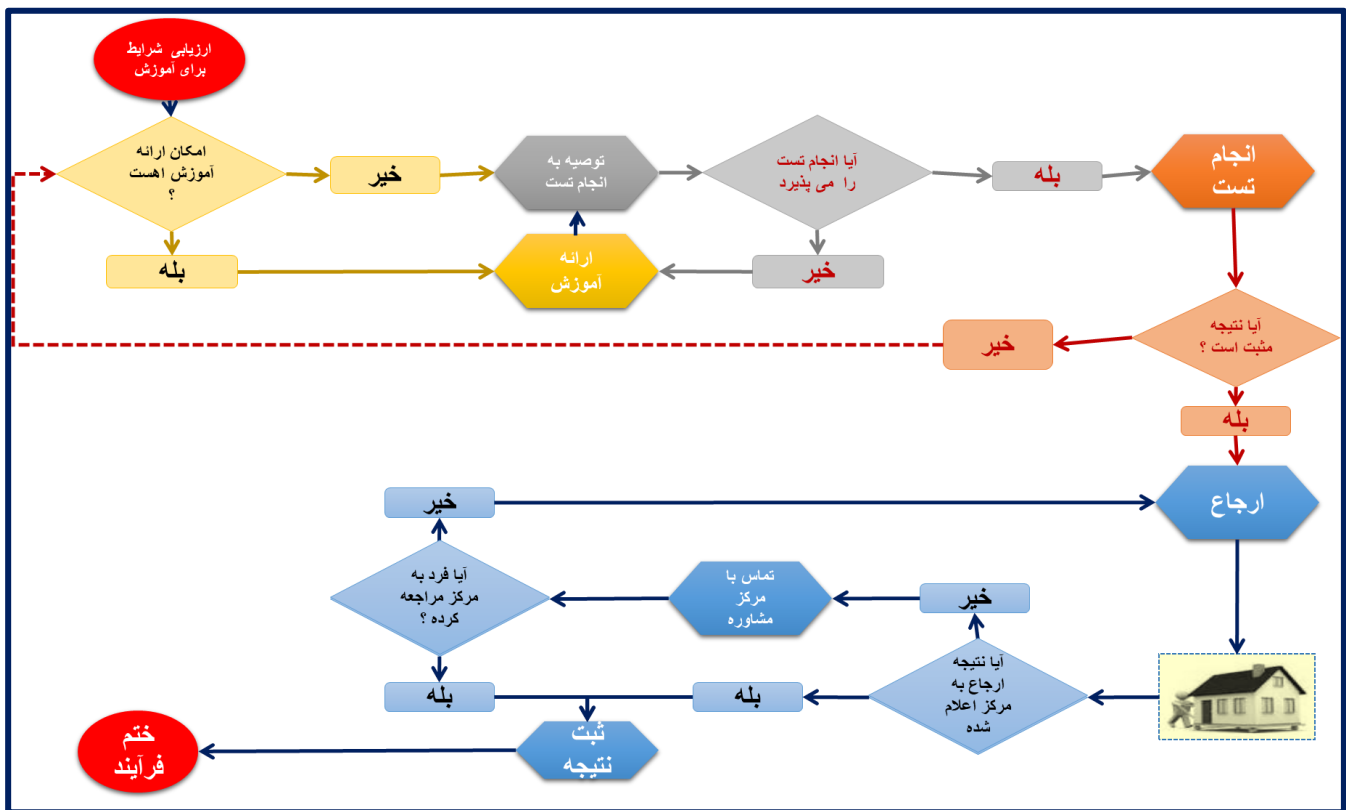 ارزیابی شرایط
برای آموزش
امکان ارائه
آموزش اهست
؟
خیر
بله
توصیه به
انجام تست
ارائه
آموزش
آیا انجام تست
را می پذیرد
بله
خیر
انجام
تست
آیا نتیجه
مثبت است ؟
خیر
بله
ارجاع
آیا نتیجه
ارجاع به
مرکز اعلام
شده
خیر
بله
تماس با
مرکز
مشاوره
آیا فرد به
مرکز مراجعه
کرده ؟
خیر
بله
ثبت
نتیجه
ختم
فرآیند